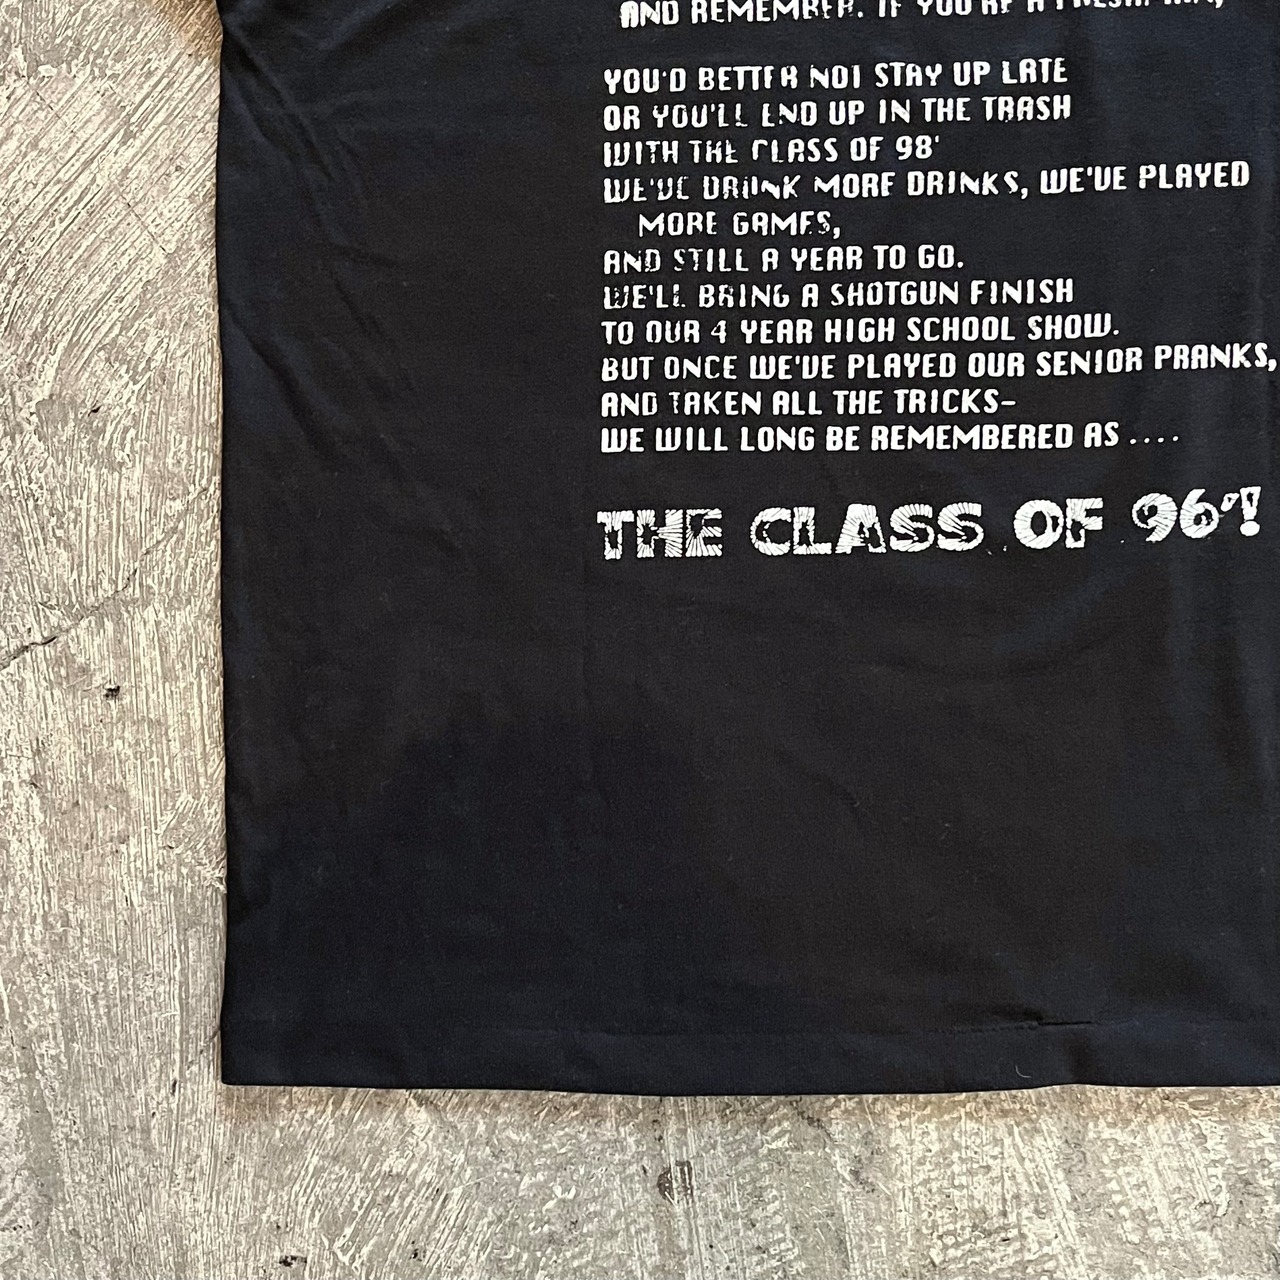 AND REMEMBER. IF YOU'RE A FRESHMAN,
YOU'D BETTER NOT STAY UP LATE
OR YOU'LL END UP IN THE TRASH
WITH THE CLASS OF 98'
WE'VE DRUNK MORE DRINKS, WE'VE PLAYED
MORE GAMES,
AND STILL A YEAR TO GO.
WE'LL BRING A SHOTGUN FINISH
TO OUR 4 YEAR HIGH SCHOOL SHOW.
BUT ONCE WE'VE PLAYED OUR SENIOR PRANKS,
AND TAKEN ALL THE TRICKS-
WE WILL LONG BE REMEMBERED AS ....
THE CLASS OF 96'!